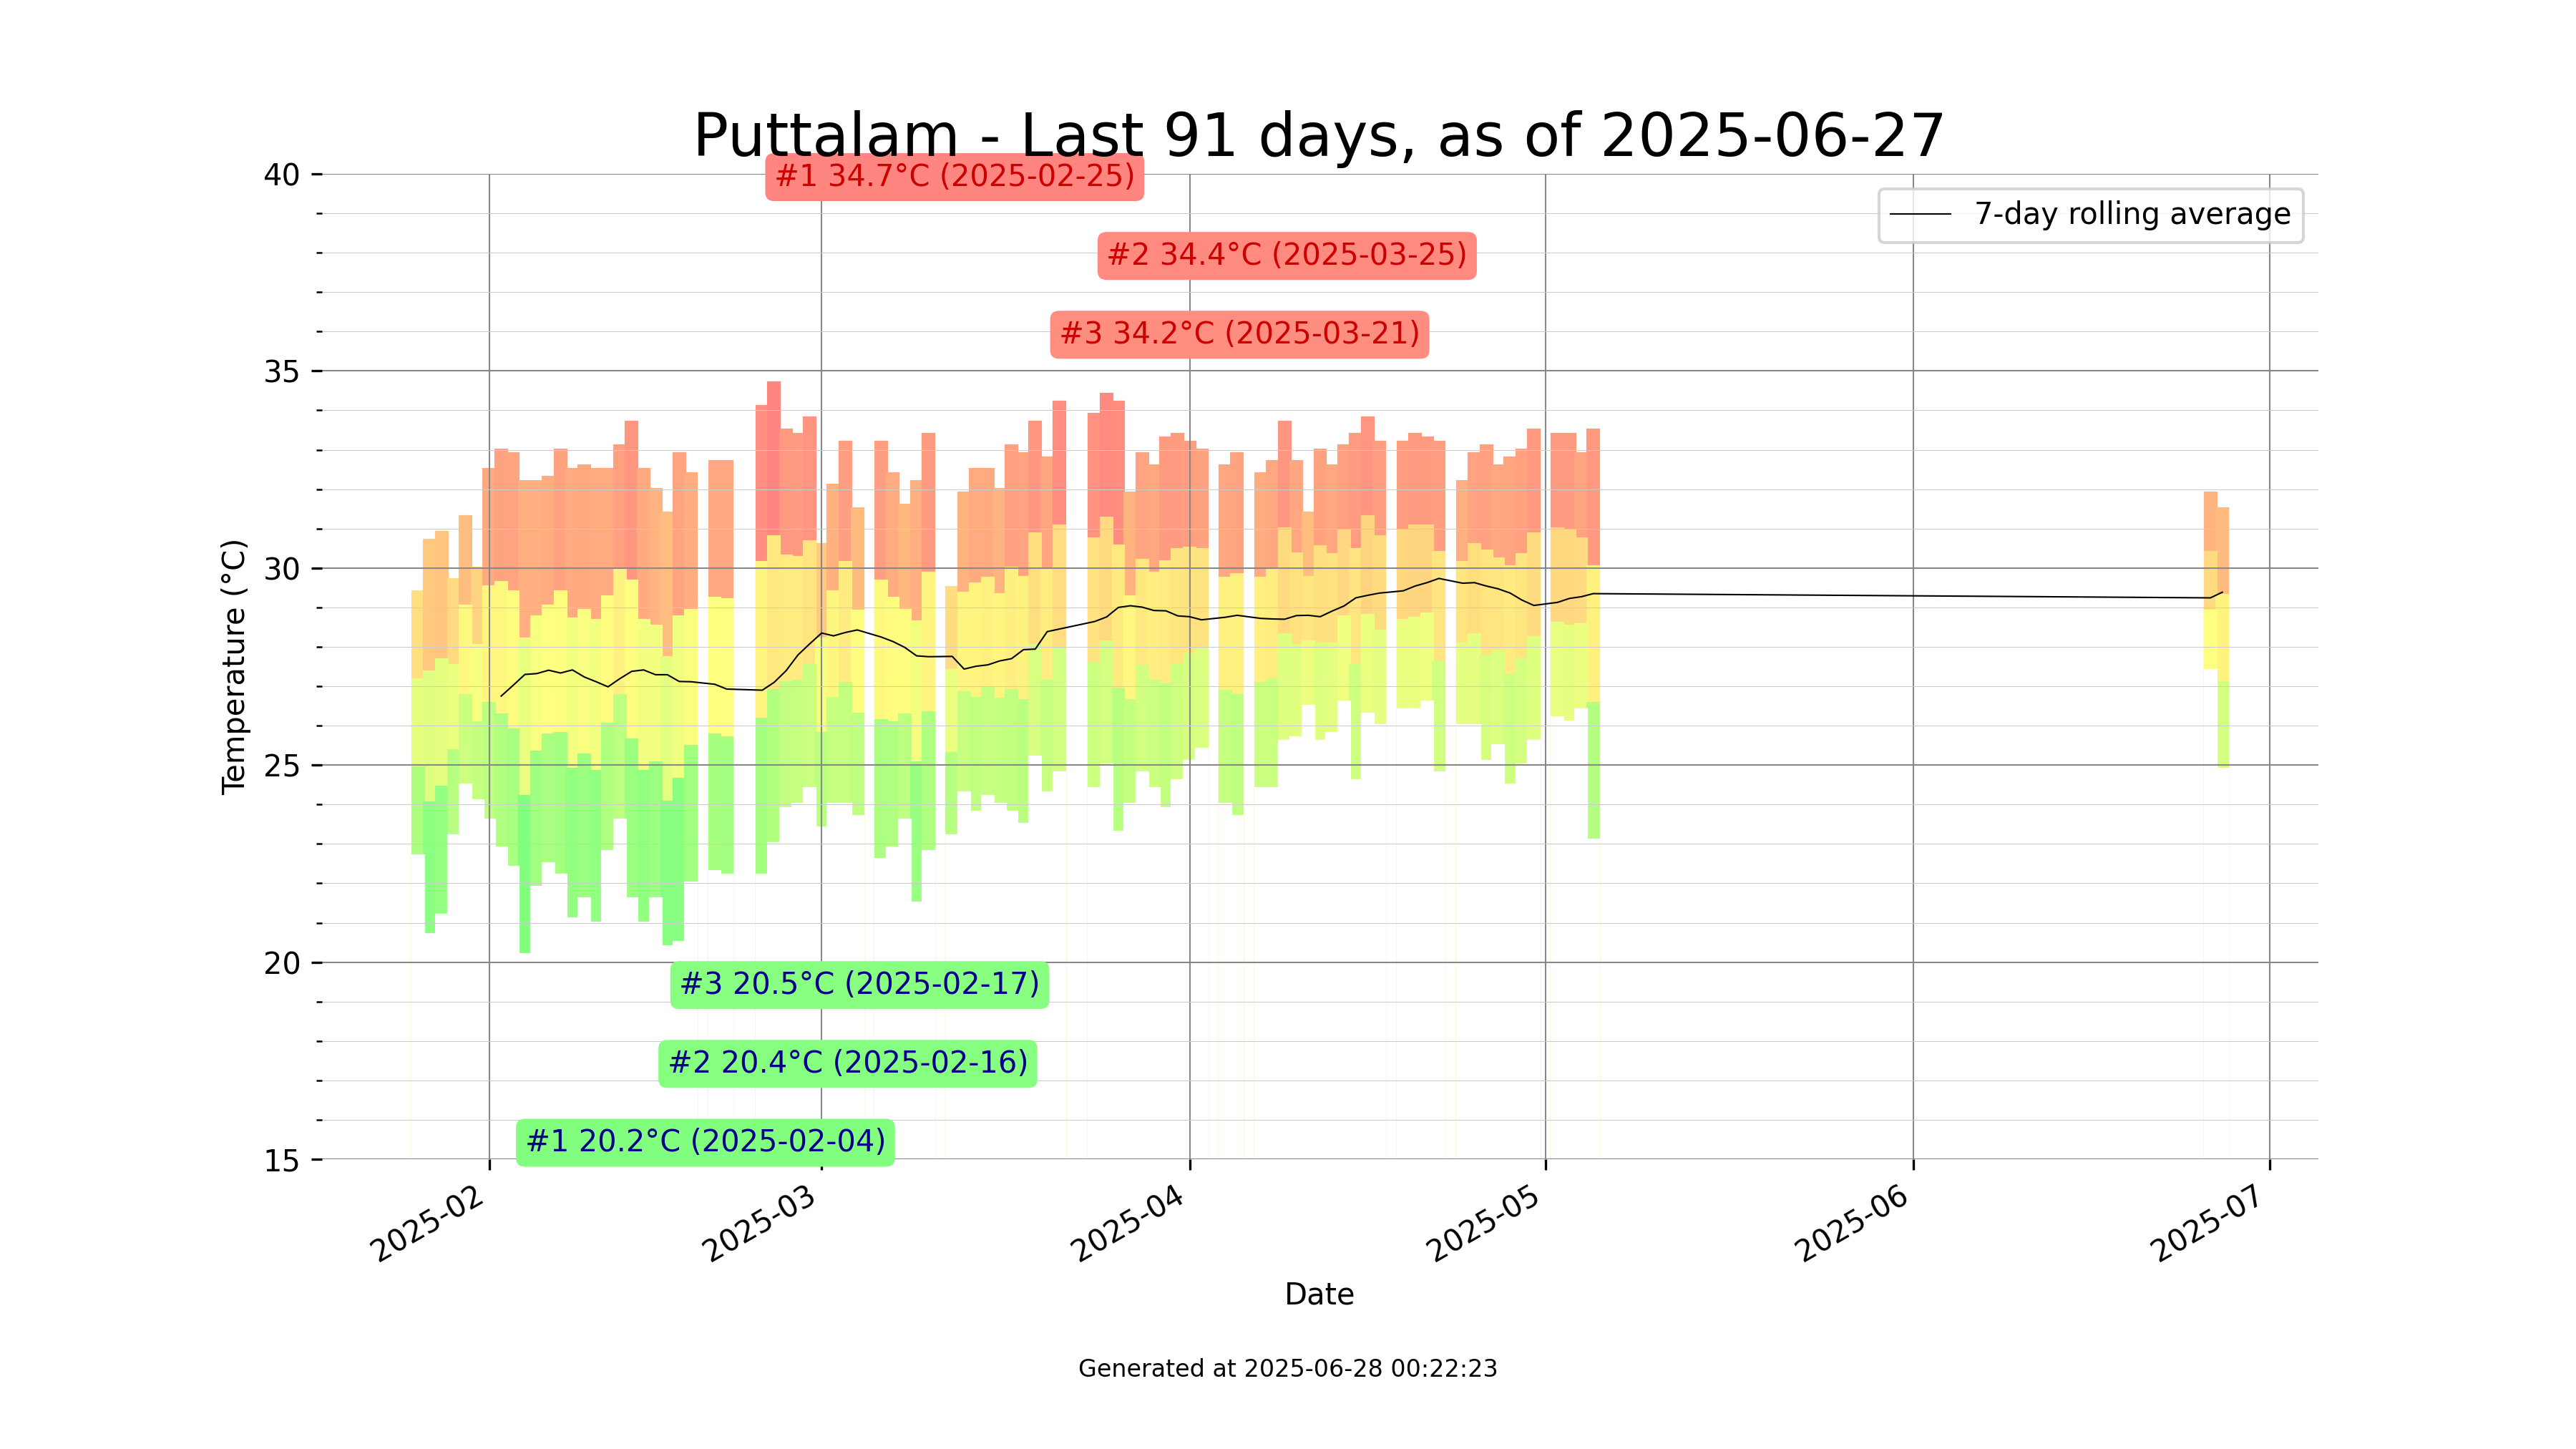 Puttalam - Last 91 days, as of 2025-06-27
40
#1 34.7°C (2025-02-25)
7-day rolling average
#2 34.4°C (2025-03-25)
#3 34.2°C (2025-03-21)
35
30
Temperature (°C)
25
20
#3 20.5°C (2025-02-17)
#2 20.4°C (2025-02-16)
#1 20.2°C (2025-02-04)
15
2025-02
2025-03
2025-04
2025-05
2025-06
2025-07
Date
Generated at 2025-06-28 00:22:23